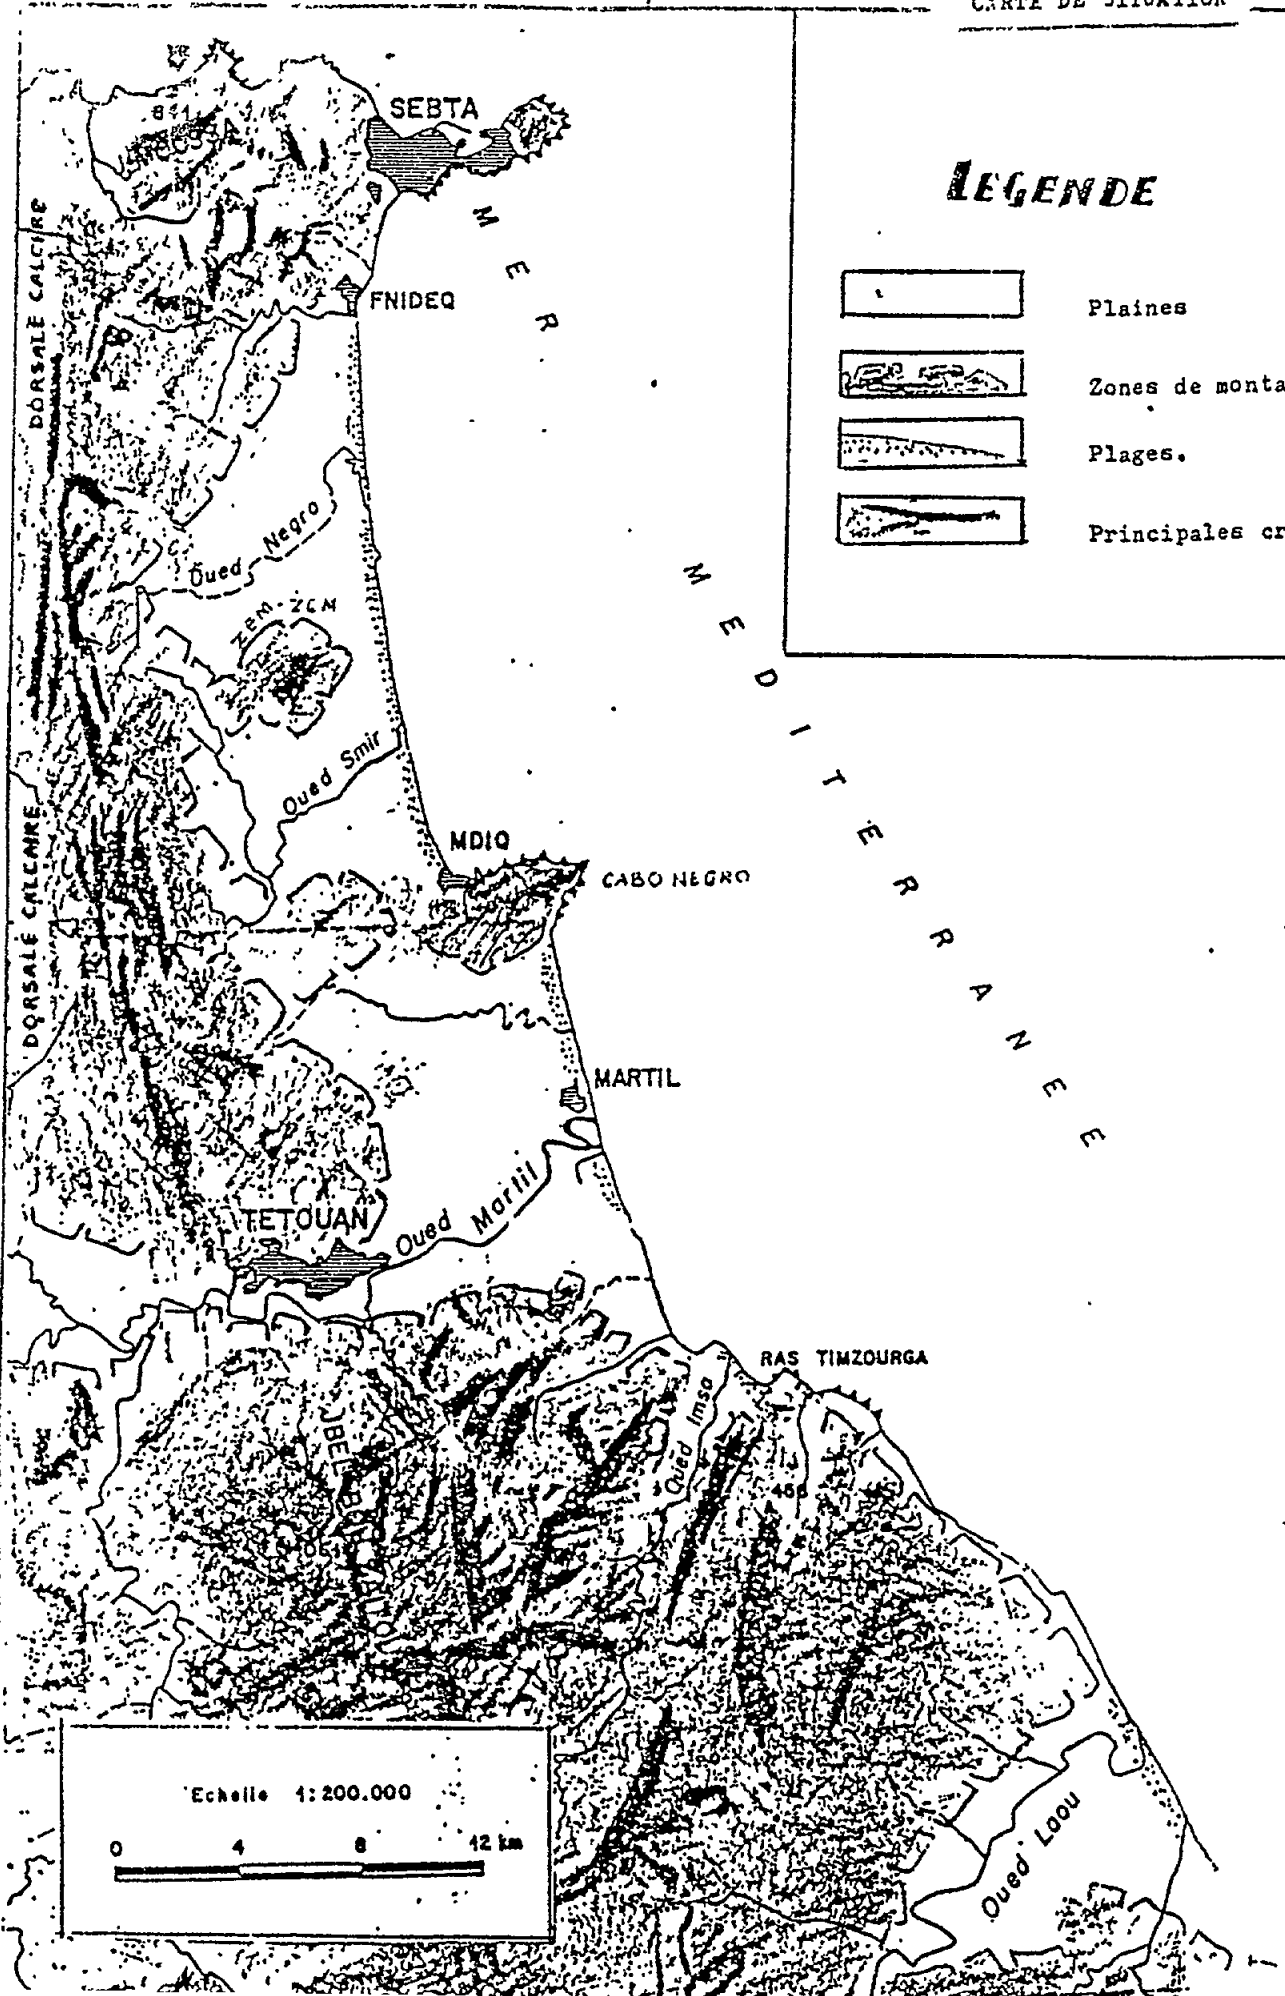 CARTE DE SITUATION
LEGENDE
Plaines
Zones de monta
Plages.
Principales cr
SEBTA
FNIDEQ
MER
MEDITERRANEE
DORSALE CALCIRE
Oued Negro
ZEM-ZEM
Oued Smir
MDIQ
CABO NEGRO
DORSALE CALCAIRE
MARTIL
Oued Martil
TETOUAN
RAS TIMZOURGA
Oued Imsa
JBEL
Oued Laou
Echelle 1:200.000
0 4 8 12 km